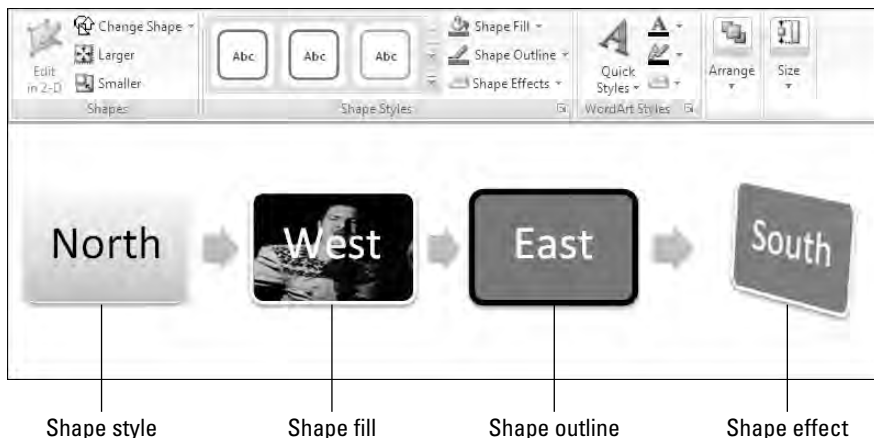 Change Shape
Larger
Smaller
Edit
in 2-D
Shapes
Abc Abc Abc
Shape Fill
Shape Outline
Shape Effects
Shape Styles
Quick
Styles
WordArt Styles
Arrange
Size
North West East South
Shape style Shape fill Shape outline Shape effect